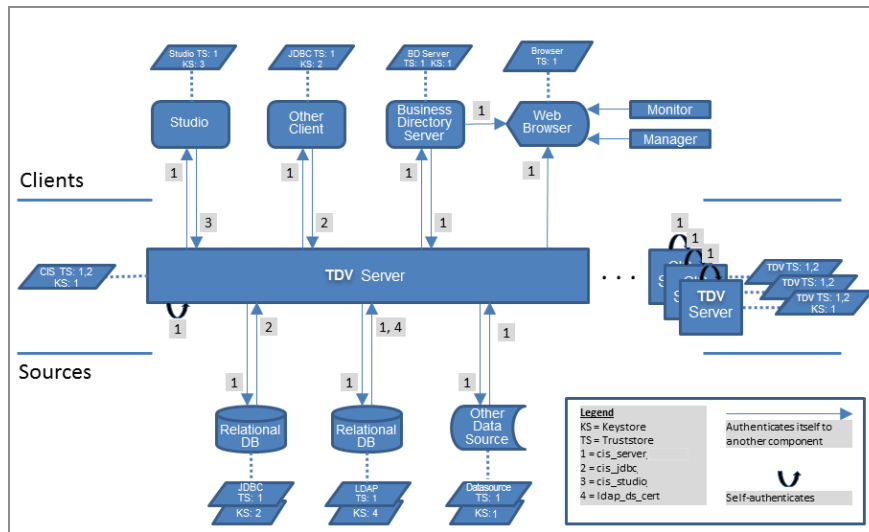 Studio TS: 1
KS: 3
JDBC TS: 1
KS: 2
BD Server
TS: 1 KS: 1
Browser
TS: 1
Studio
Other
Client
Business
Directory
Server
1
Web
Browser
Monitor
Manager
1
1
1
1
Clients
3
2
1
1
1
1
CIS TS: 1,2
KS: 1
TDV Server
. . .
TDV TS: 1,2
TDV TS: 1,2
TDV TS: 1,2
KS: 1
TDV
Server
1
2
1, 4
1
Sources
1
1
1
Relational
DB
Relational
DB
Other
Data
Source
JDBC
TS: 1
KS: 2
LDAP
TS: 1
KS: 4
Datasource
TS: 1
KS:1
Legend
KS = Keystore
TS = Truststore
1 = cis_server
2 = cis_jdbc
3 = cis_studio
4 = ldap_ds_cert
Authenticates itself to
another component
Self-authenticates